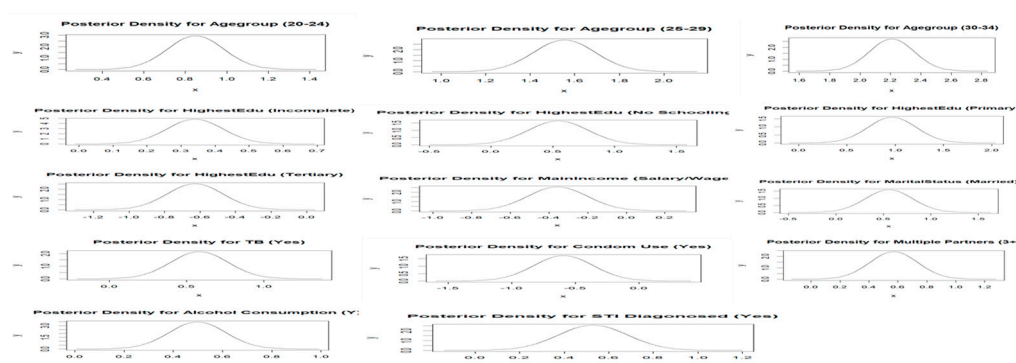 Posterior Density for Agegroup (20-24)
0.4 0.6 0.8 1.0 1.2 1.4
x
Posterior Density for Agegroup (25-29)
1.0 1.2 1.4 1.6 1.8 2.0
x
Posterior Density for Agegroup (30-34)
1.6 1.8 2.0 2.2 2.4 2.6 2.8
x
Posterior Density for HighestEdu (Incomplete)
0.0 0.1 0.2 0.3 0.4 0.5 0.6 0.7
x
Posterior Density for HighestEdu (No Schooling
-0.5 0.0 0.5 1.0 1.5
x
Posterior Density for HighestEdu (Primary
0.0 0.5 1.0 1.5 2.0
x
Posterior Density for HighestEdu (Tertiary)
-1.2 -1.0 -0.8 -0.6 -0.4 -0.2 0.0
x
Posterior Density for MainIncome (Salary/Wage
-1.0 -0.8 -0.6 -0.4 -0.2 0.0 0.2
x
Posterior Density for MaritalStatus (Married)
-0.5 0.0 0.5 1.0 1.5
x
Posterior Density for TB (Yes)
0.0 0.5 1.0
x
Posterior Density for Condom Use (Yes)
-1.5 -1.0 -0.5 0.0
x
Posterior Density for Multiple Partners (3+
0.0 0.2 0.4 0.6 0.8 1.0 1.2
x
Posterior Density for Alcohol Consumption (Y
0.0 0.2 0.4 0.6 0.8 1.0
Posterior Density for STI Diagonosed (Yes)
0.0 0.2 0.4 0.6 0.8 1.0 1.2